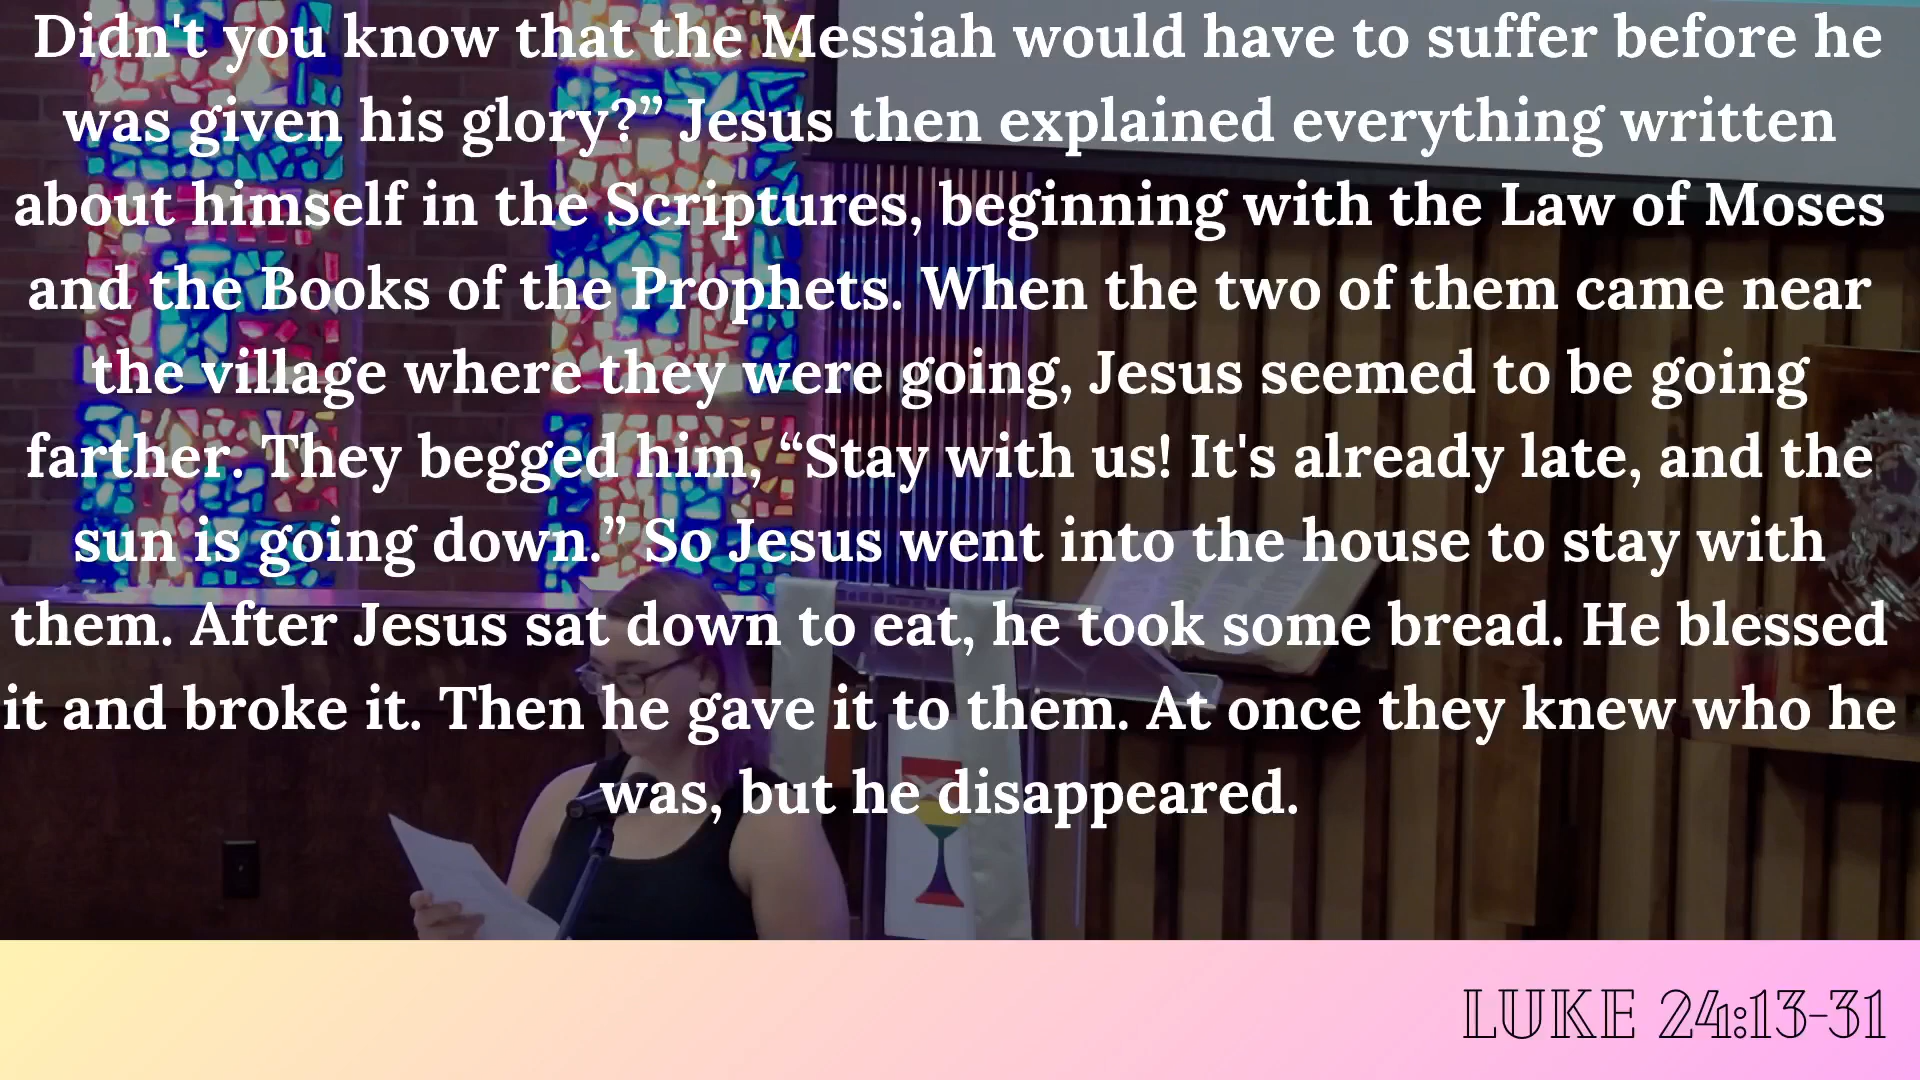 Didn't you know that the Messiah would have to suffer before he
was given his glory?” Jesus then explained everything written
about himself in the Scriptures, beginning with the Law of Moses
and the Books of the Prophets. When the two of them came near
the village where they were going, Jesus seemed to be going
farther. They begged him, “Stay with us! It's already late, and the
sun is going down.” So Jesus went into the house to stay with
them. After Jesus sat down to eat, he took some bread. He blessed
it and broke it. Then he gave it to them. At once they knew who he
was, but he disappeared.
LUKE 24:13-31